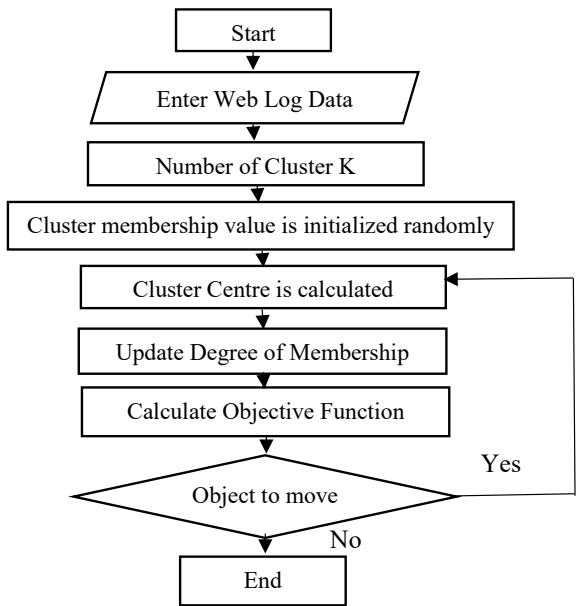 Start
Enter Web Log Data
Number of Cluster K
Cluster membership value is initialized randomly
Cluster Centre is calculated
Update Degree of Membership
Calculate Objective Function
Yes
Object to move
No
End